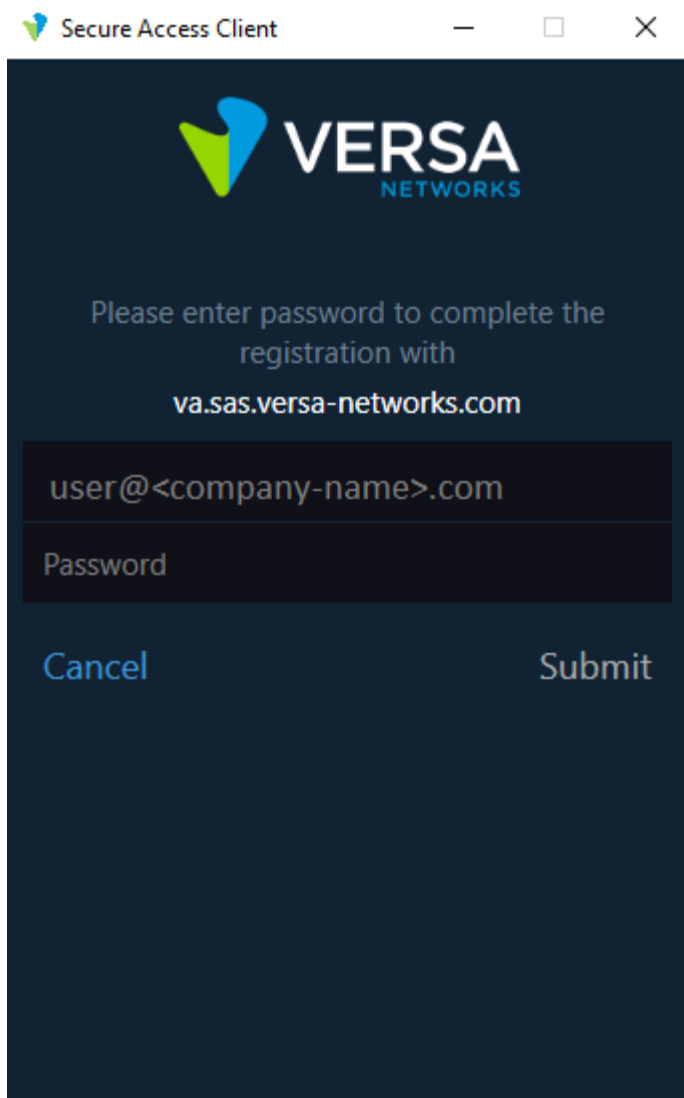 Secure Access Client
VERSA
NETWORKS
Please enter password to complete the
registration with
va.sas.versa-networks.com
user@<company-name>.com
Password
Cancel Submit